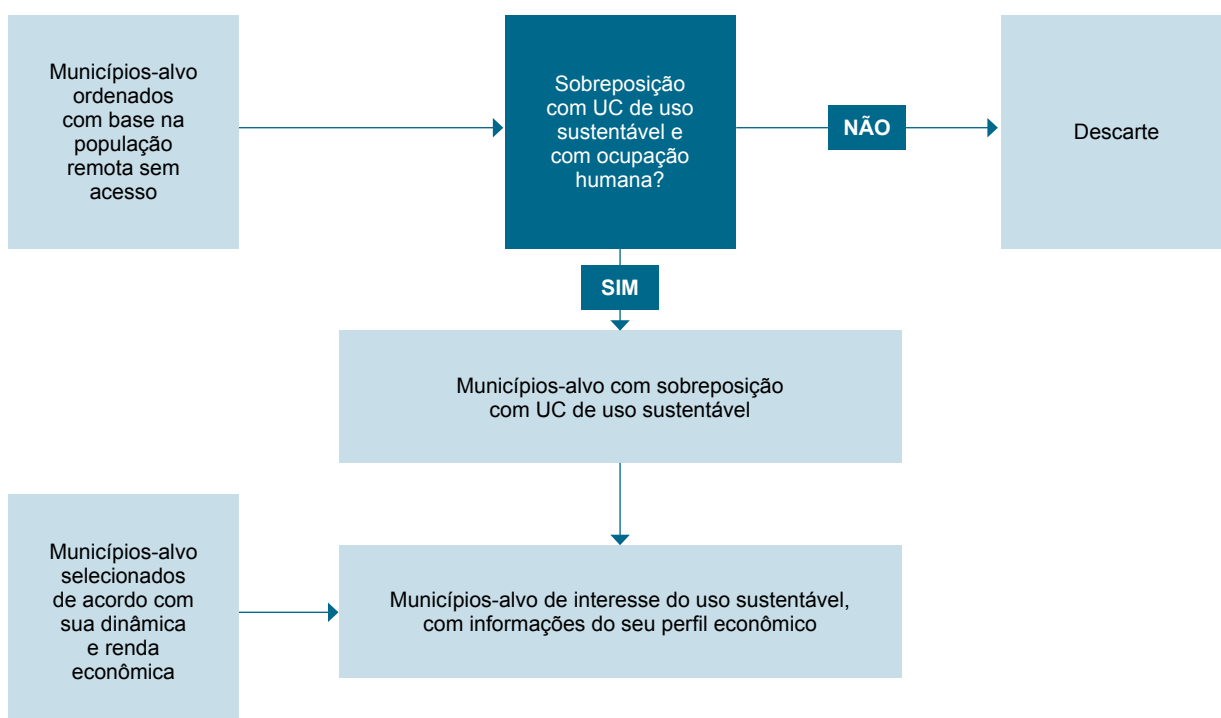 Municípios-alvo
ordenados
com base na
população
remota sem
acesso
Sobreposição
com UC de uso
sustentável e
com ocupação
humana?
NÃO
Descarte
SIM
Municípios-alvo com sobreposição
com UC de uso sustentável
Municípios-alvo
selecionados
de acordo com
sua dinâmica
e renda
econômica
Municípios-alvo de interesse do uso sustentável,
com informações do seu perfil econômico